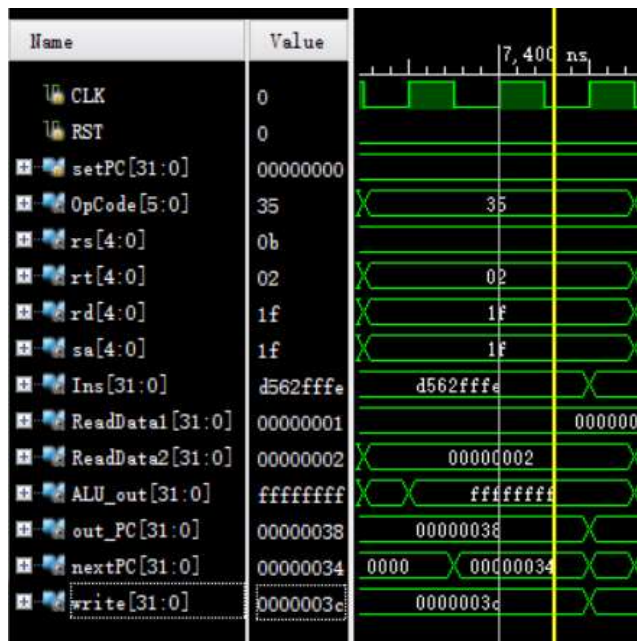 Name Value
7,400 ns
CLK 0
RST 0
setPC[31:0] 00000000
OpCode[5:0] 35 35
rs[4:0] 0b
rt[4:0] 02 02
rd[4:0] 1f 1f
sa[4:0] 1f 1f
Ins[31:0] d562fffe d562fffe
ReadData1[31:0] 00000001 000000
ReadData2[31:0] 00000002 00000002
ALU_out[31:0] ffffffff ffffffff
out_PC[31:0] 00000038 00000038
nextPC[31:0] 00000034 0000 00000034
write[31:0] 0000003c 0000003c